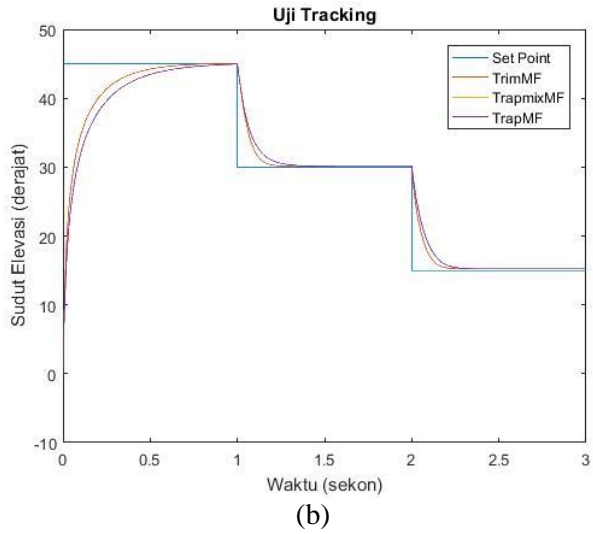 Uji Tracking
50
40
30
20
10
0
-10
Sudut Elevasi (derajat)
Set Point
TrimMF
TrapmixMF
TrapMF
0
0.5
1
1.5
2
2.5
3
Waktu (sekon)
(b)